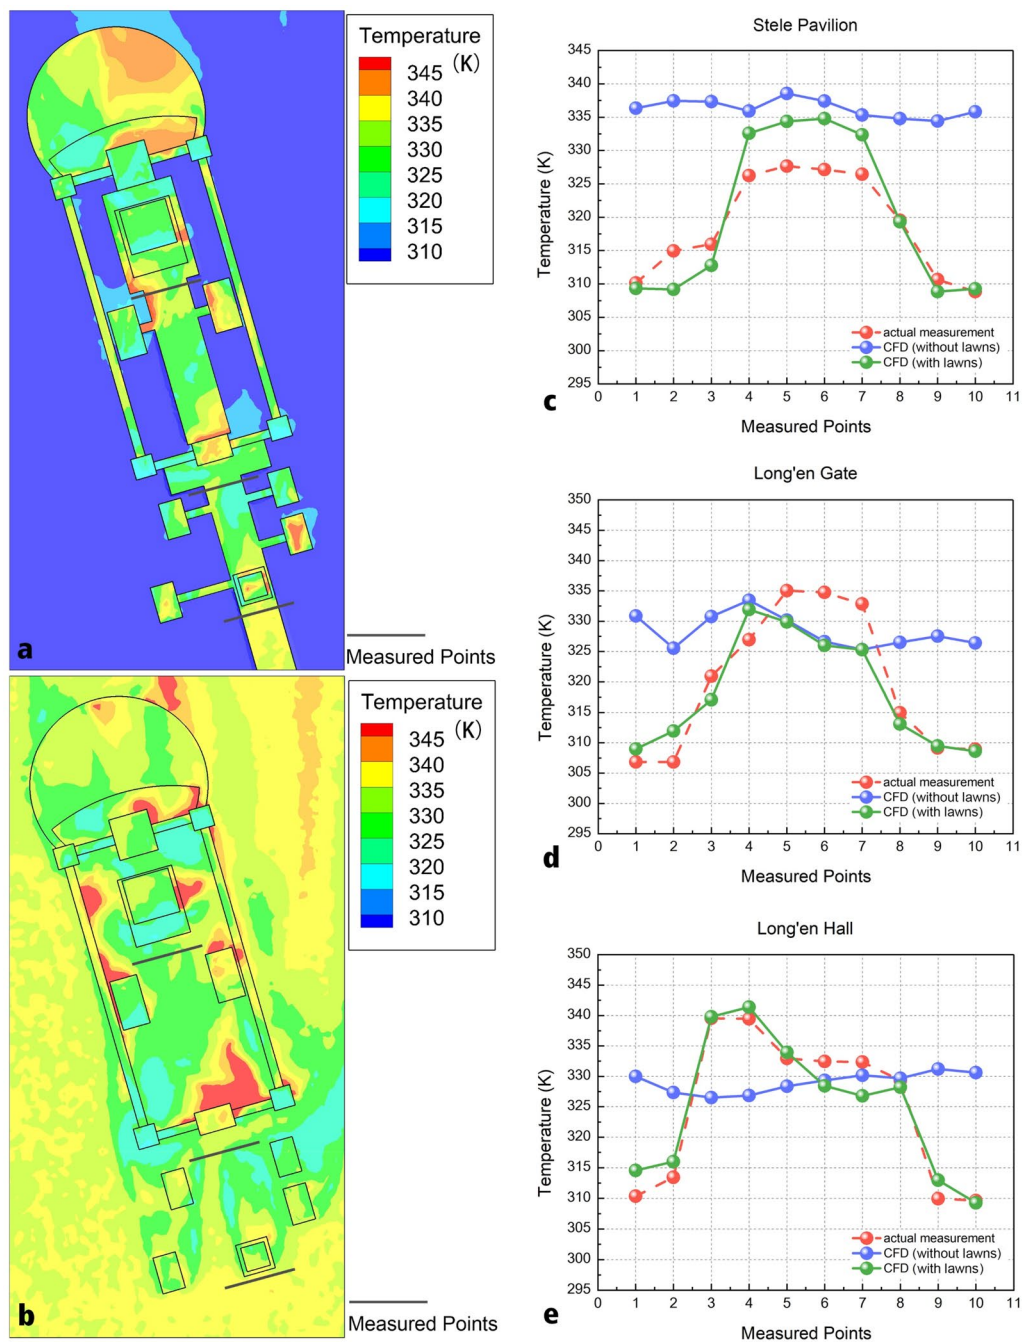 Temperature
(K)
345
340
335
330
325
320
315
310
a
Measured Points
Temperature
(K)
345
340
335
330
325
320
315
310
b
Measured Points
Stele Pavilion
345
340
335
330
325
320
315
310
305
300
295
Temperature (K)
actual measurement
CFD (without lawns)
CFD (with lawns)
0 1 2 3 4 5 6 7 8 9 10 11
Measured Points
c
Long'en Gate
350
345
340
335
330
325
320
315
310
305
300
295
Temperature (K)
actual measurement
CFD (without lawns)
CFD (with lawns)
0 1 2 3 4 5 6 7 8 9 10 11
Measured Points
d
Long'en Hall
350
345
340
335
330
325
320
315
310
305
300
295
Temperature (K)
actual measurement
CFD (without lawns)
CFD (with lawns)
0 1 2 3 4 5 6 7 8 9 10 11
Measured Points
e